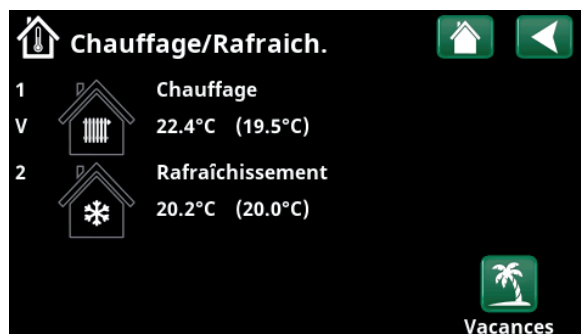 Chauffage/Rafraich.
1 Chauffage
V 22.4°C (19.5°C)
2 Rafraîchissement
20.2°C (20.0°C)
Vacances